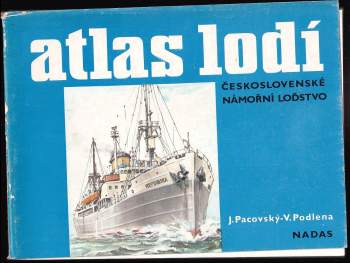 atlas lodí
ČESKOSLOVENSKÉ
NÁMOŘNÍ LOĎSTVO
J. Pacovský-V. Podlena
NADAS